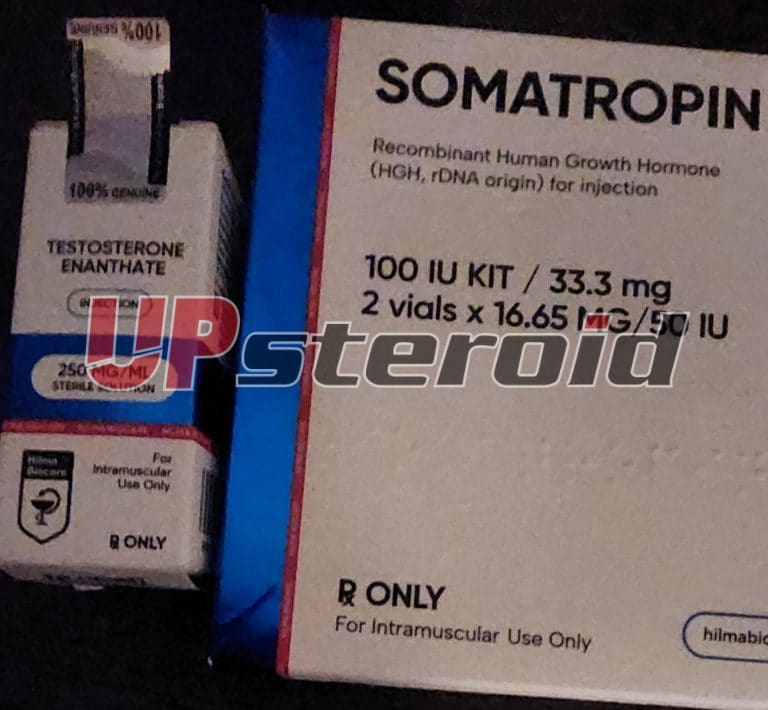 100% GENUINE
100% GENUINE
TESTOSTERONE
ENANTHATE
INJECTION
250 MG/ML
STERILE SOLUTION
Hilma
Biocare
For
Intramuscular
Use Only
℞ ONLY
SOMATROPIN
Recombinant Human Growth Hormone
(HGH, rDNA origin) for injection
100 IU KIT / 33.3 mg
2 vials x 16.65 MG/50 IU
℞ ONLY
For Intramuscular Use Only
hilmabio
UPsteroid